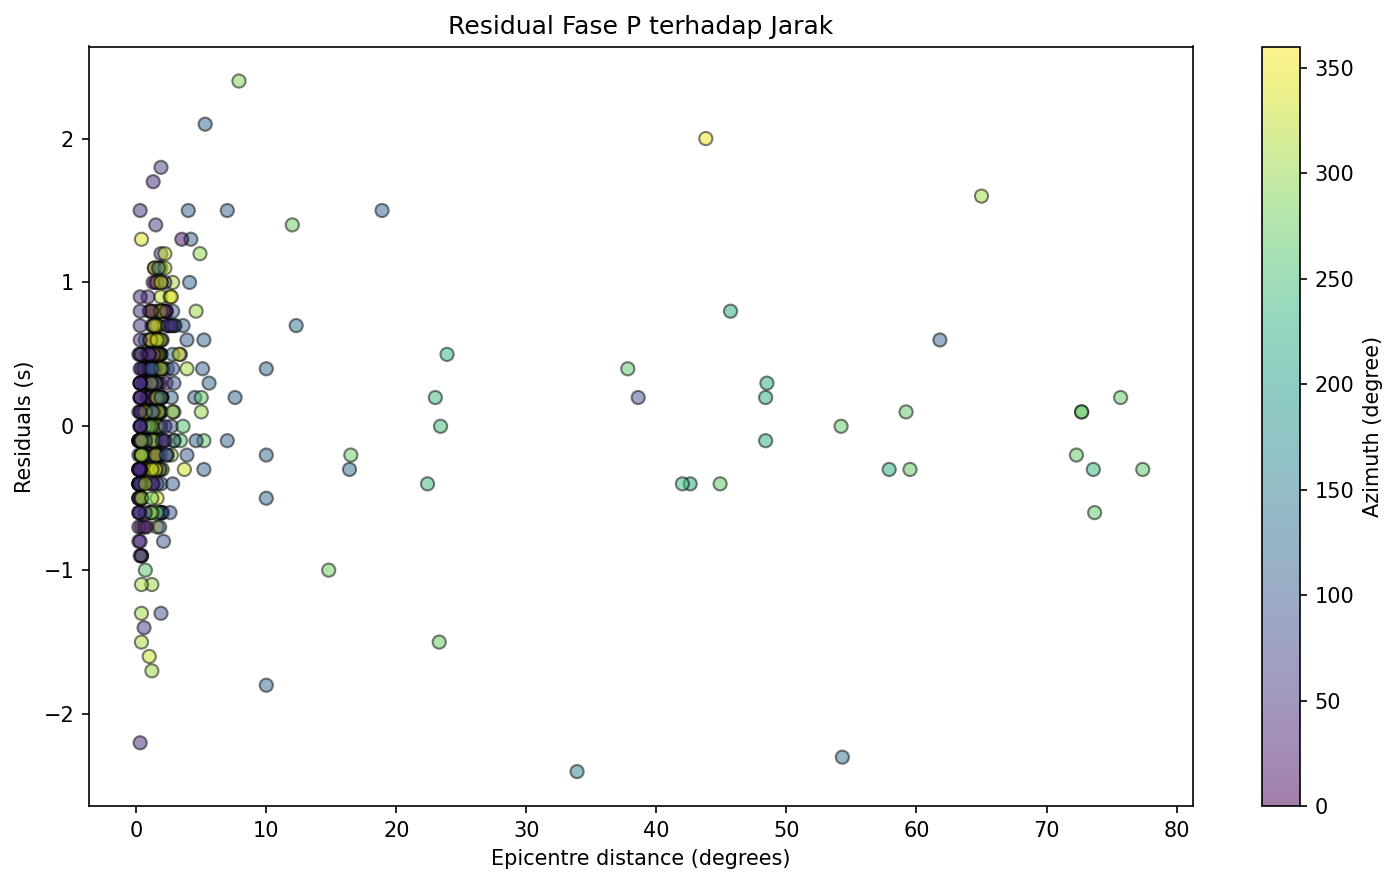 Residual Fase P terhadap Jarak
Residuals (s)
2
1
0
−1
−2
0 10 20 30 40 50 60 70 80
Epicentre distance (degrees)
350
300
250
200
150
100
50
0
Azimuth (degree)